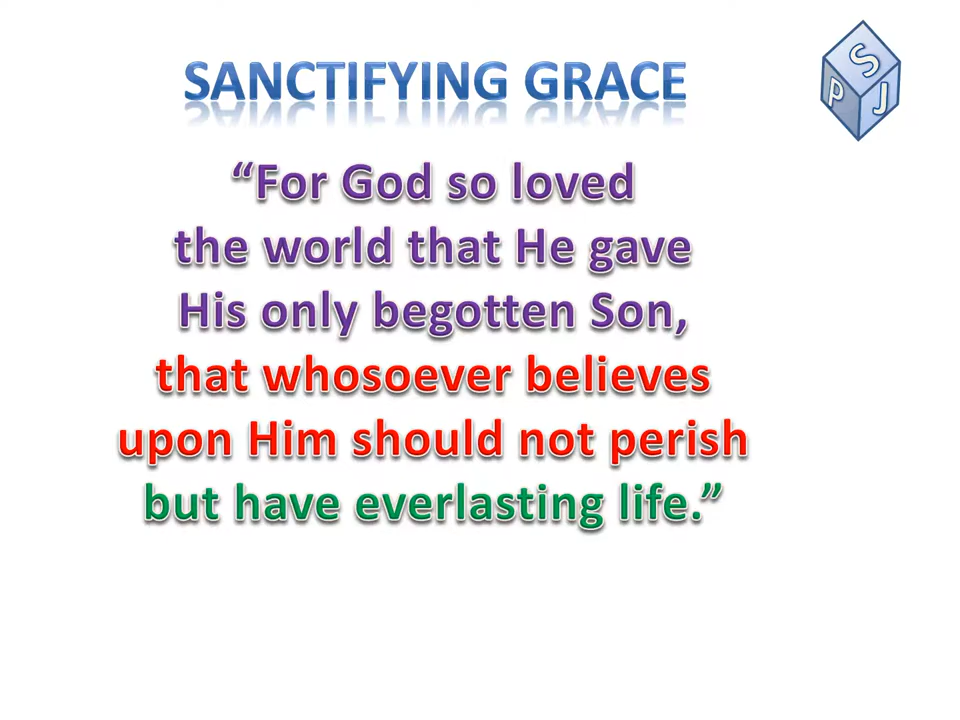 SANCTIFYING GRACE
S
P J
“For God so loved
the world that He gave
His only begotten Son,
that whosoever believes
upon Him should not perish
but have everlasting life.”